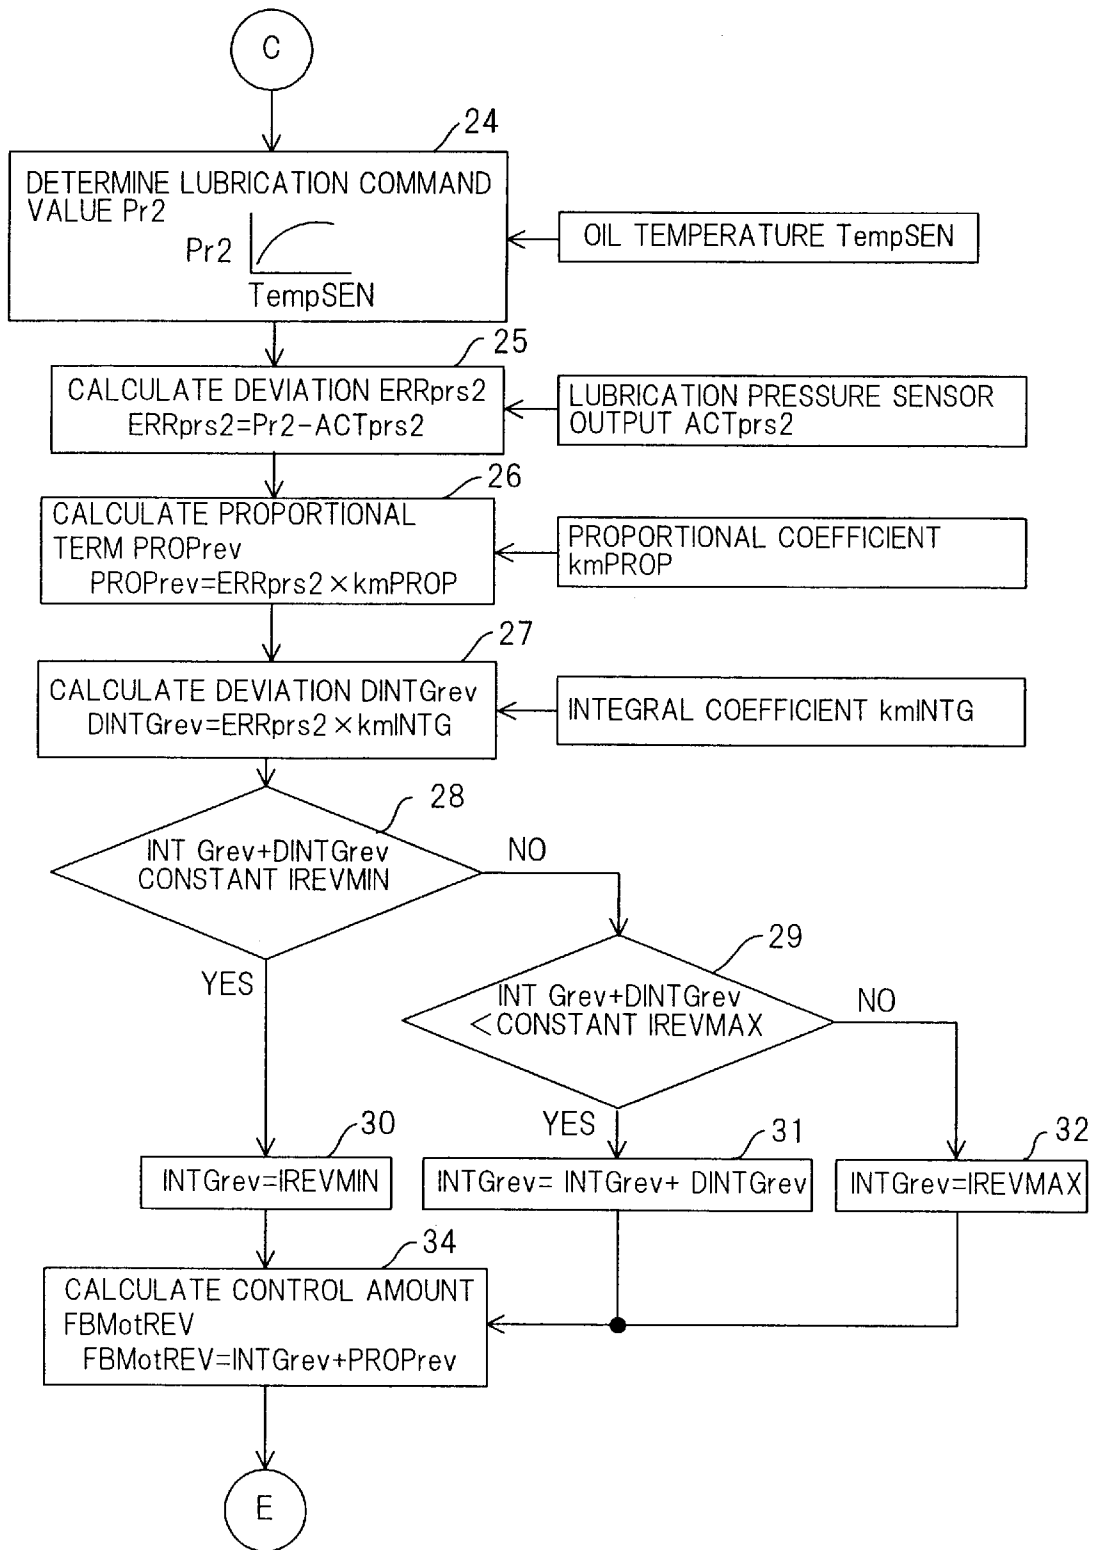 C
24
DETERMINE LUBRICATION COMMAND
VALUE Pr2
Pr2
TempSEN
OIL TEMPERATURE TempSEN
25
CALCULATE DEVIATION ERRprs2
ERRprs2=Pr2-ACTprs2
LUBRICATION PRESSURE SENSOR
OUTPUT ACTprs2
26
CALCULATE PROPORTIONAL
TERM PROPrev
PROPrev=ERRprs2×kmPROP
PROPORTIONAL COEFFICIENT
kmPROP
27
CALCULATE DEVIATION DINTGrev
DINTGrev=ERRprs2×kmINTG
INTEGRAL COEFFICIENT kmINTG
28
INT Grev+DINTGrev
CONSTANT IREVMIN
NO
YES
29
INT Grev+DINTGrev
<CONSTANT IREVMAX
NO
YES
30
INTGrev=IREVMIN
31
INTGrev= INTGrev+ DINTGrev
32
INTGrev=IREVMAX
34
CALCULATE CONTROL AMOUNT
FBMotREV
FBMotREV=INTGrev+PROPrev
E